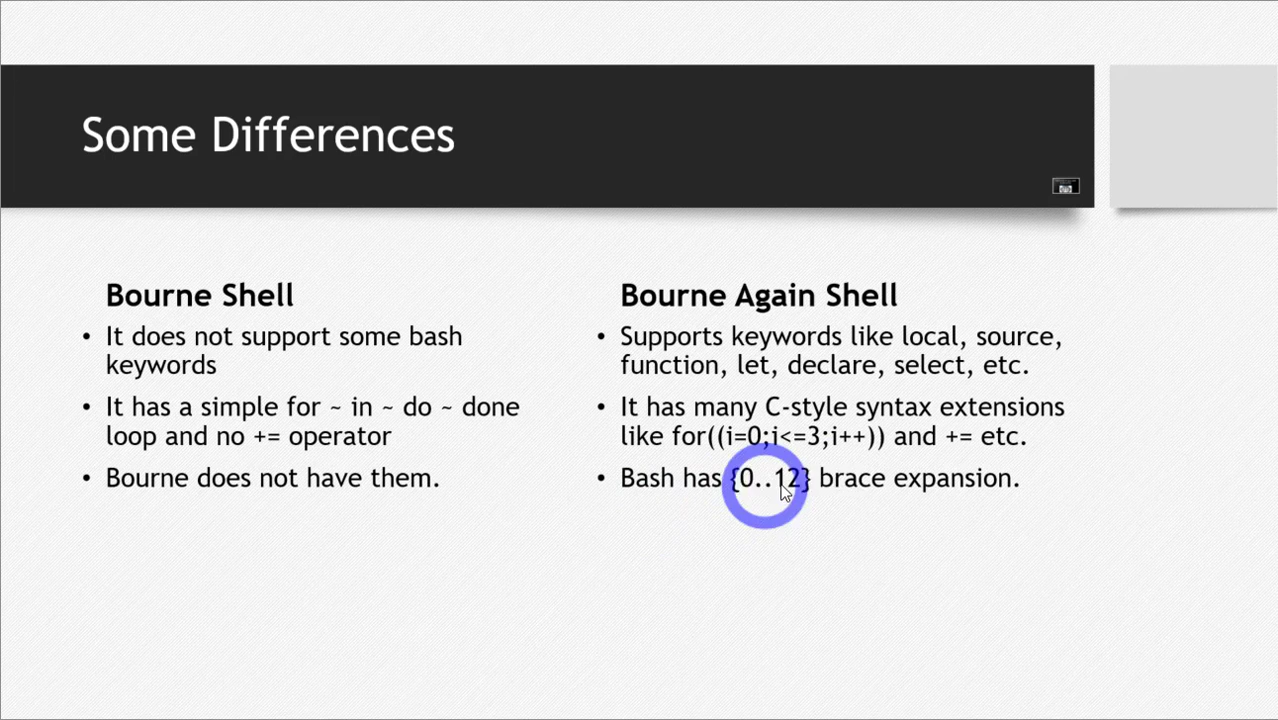 Some Differences
Bourne Shell
• It does not support some bash
keywords
• It has a simple for ~ in ~ do ~ done
loop and no += operator
• Bourne does not have them.
Bourne Again Shell
• Supports keywords like local, source,
function, let, declare, select, etc.
• It has many C-style syntax extensions
like for((i=0;i<=3;i++)) and += etc.
• Bash has {0..12} brace expansion.